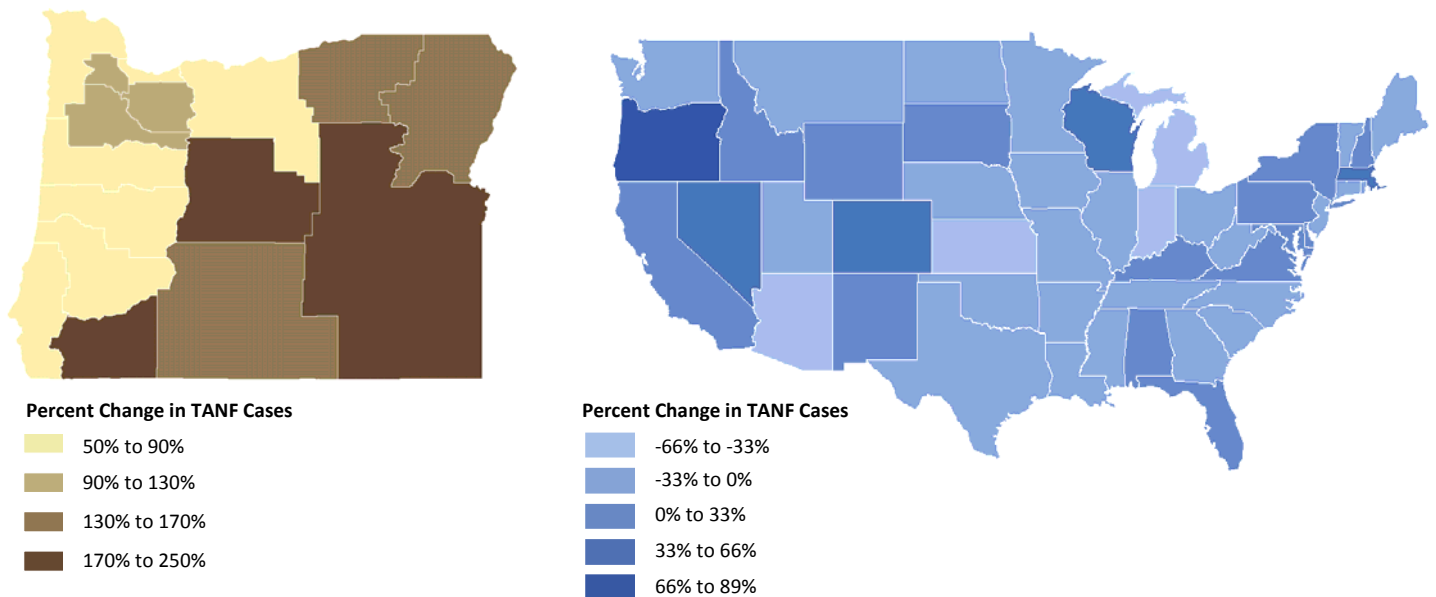 Percent Change in TANF Cases
50% to 90%
90% to 130%
130% to 170%
170% to 250%
Percent Change in TANF Cases
-66% to -33%
-33% to 0%
0% to 33%
33% to 66%
66% to 89%